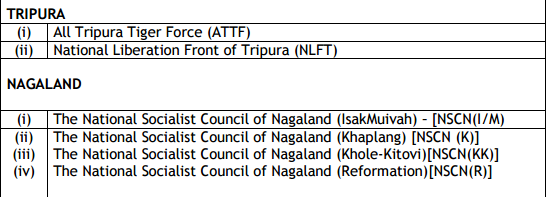 TRIPURA
(i) All Tripura Tiger Force (ATTF)
(ii) National Liberation Front of Tripura (NLFT)
NAGALAND
(i) The National Socialist Council of Nagaland (IsakMuivah) – [NSCN(I/M)
(ii) The National Socialist Council of Nagaland (Khaplang) [NSCN (K)]
(iii) The National Socialist Council of Nagaland (Khole-Kitovi)[NSCN(KK)]
(iv) The National Socialist Council of Nagaland (Reformation)[NSCN(R)]